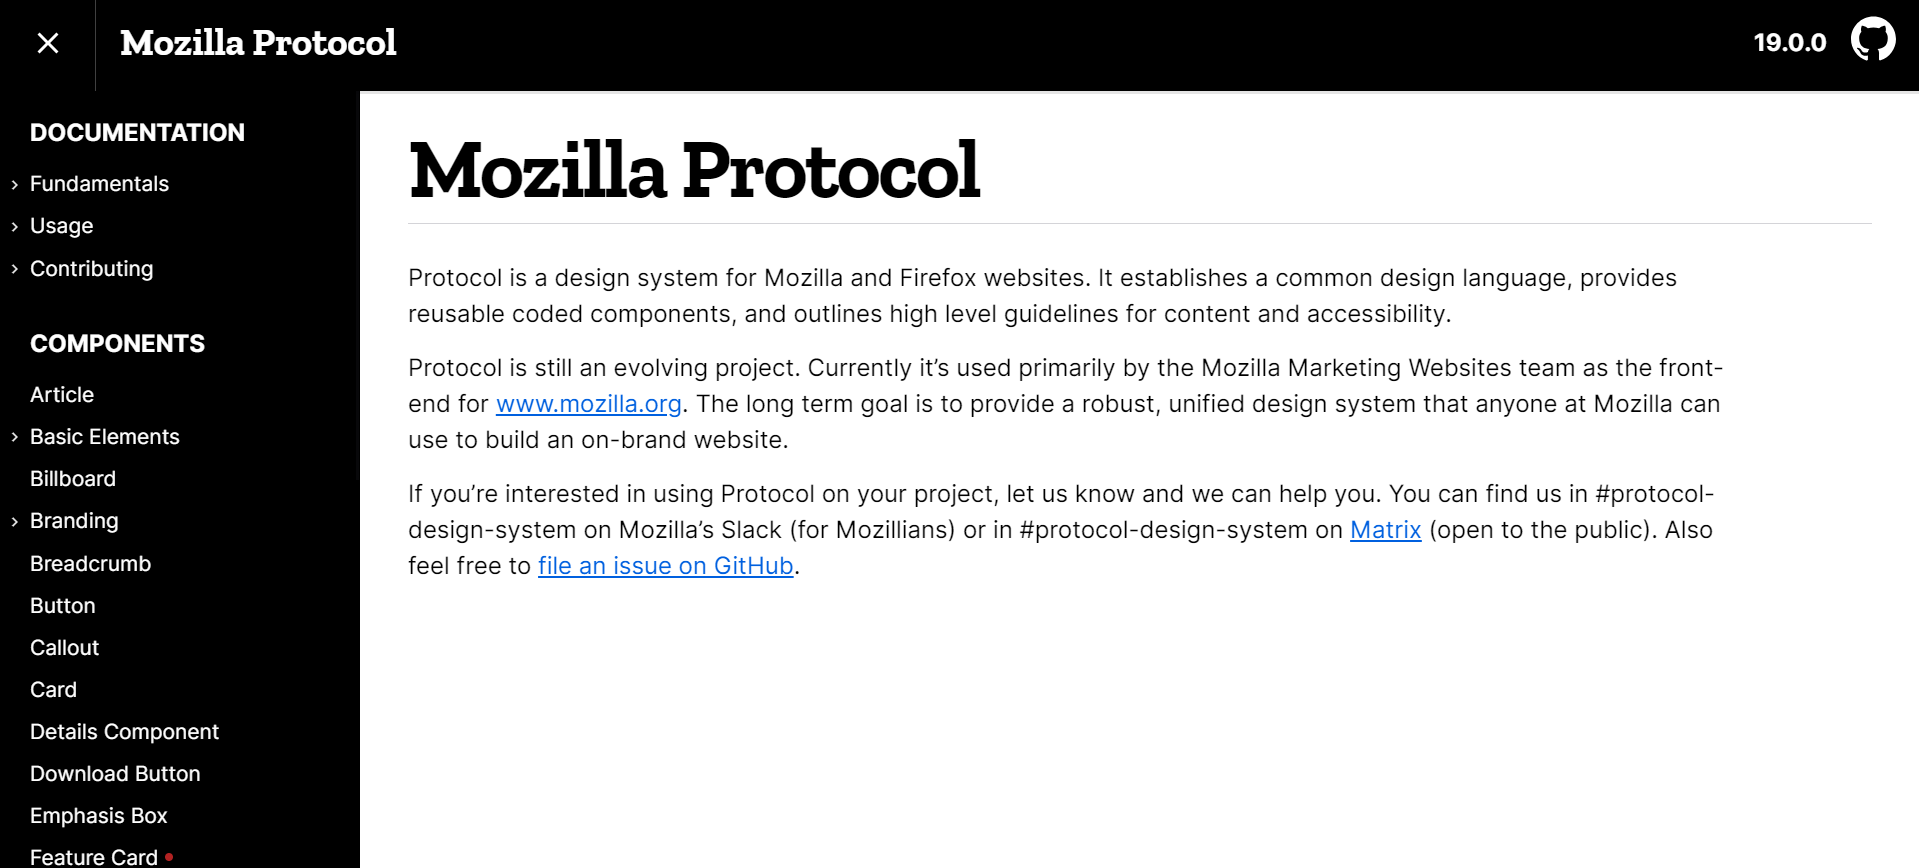 Mozilla Protocol
19.0.0
DOCUMENTATION
Fundamentals
Usage
Contributing
COMPONENTS
Article
Basic Elements
Billboard
Branding
Breadcrumb
Button
Callout
Card
Details Component
Download Button
Emphasis Box
Feature Card
Mozilla Protocol
Protocol is a design system for Mozilla and Firefox websites. It establishes a common design language, provides
reusable coded components, and outlines high level guidelines for content and accessibility.
Protocol is still an evolving project. Currently it’s used primarily by the Mozilla Marketing Websites team as the front-
end for www.mozilla.org. The long term goal is to provide a robust, unified design system that anyone at Mozilla can
use to build an on-brand website.
If you’re interested in using Protocol on your project, let us know and we can help you. You can find us in #protocol-
design-system on Mozilla’s Slack (for Mozillians) or in #protocol-design-system on Matrix (open to the public). Also
feel free to file an issue on GitHub.